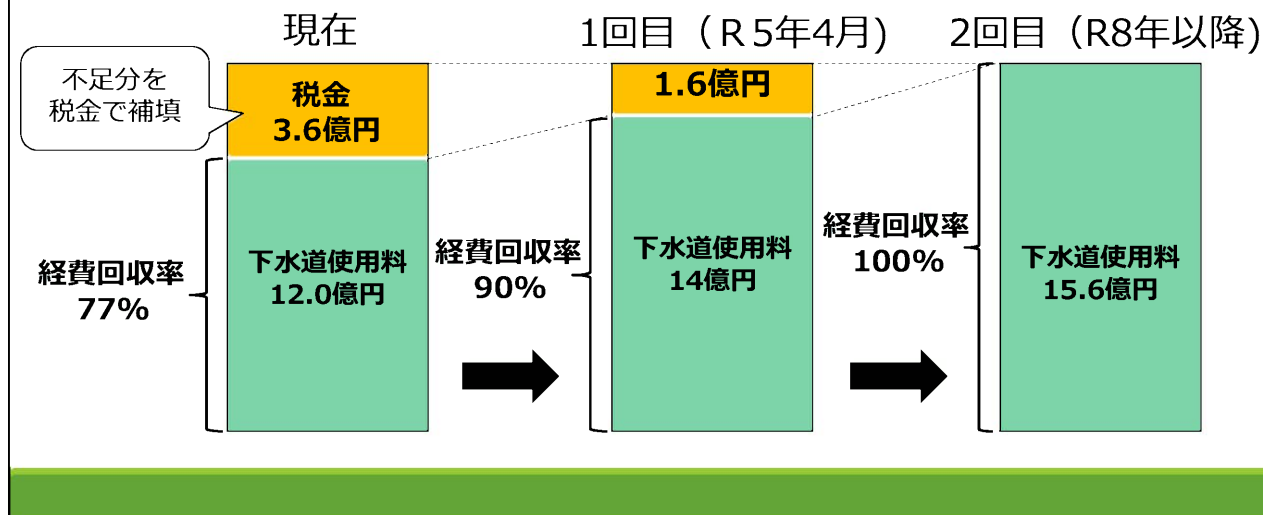 現在
1回目（R5年4月)
2回目（R8年以降)
不足分を
税金で補填
税金
3.6億円
1.6億円
経費回収率
77%
下水道使用料
12.0億円
経費回収率
90%
下水道使用料
14億円
経費回収率
100%
下水道使用料
15.6億円